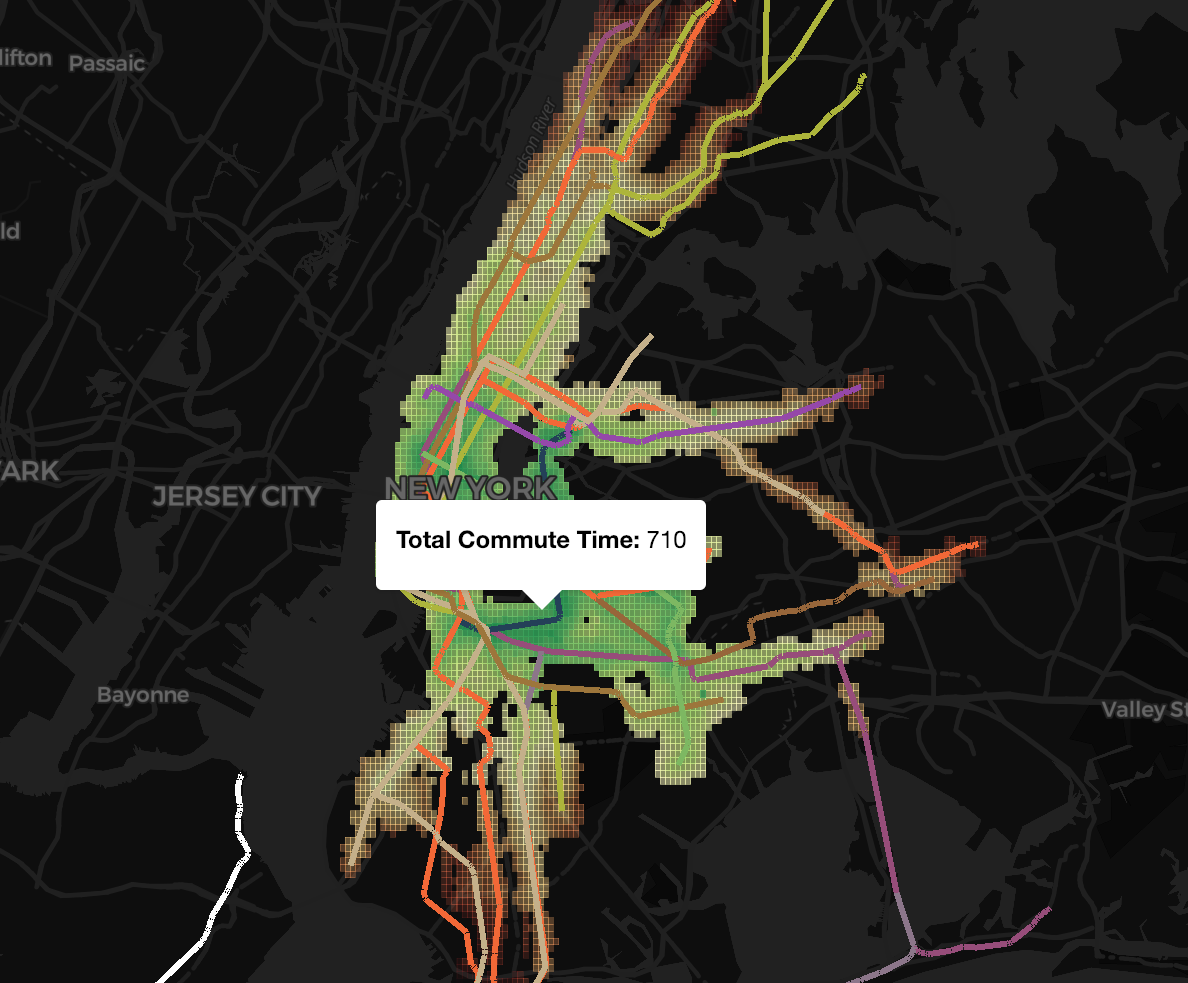 lifton
Passaic
Hudson River
ld
ARK
JERSEY CITY
NEW YORK
Total Commute Time: 710
Bayonne
Valley St